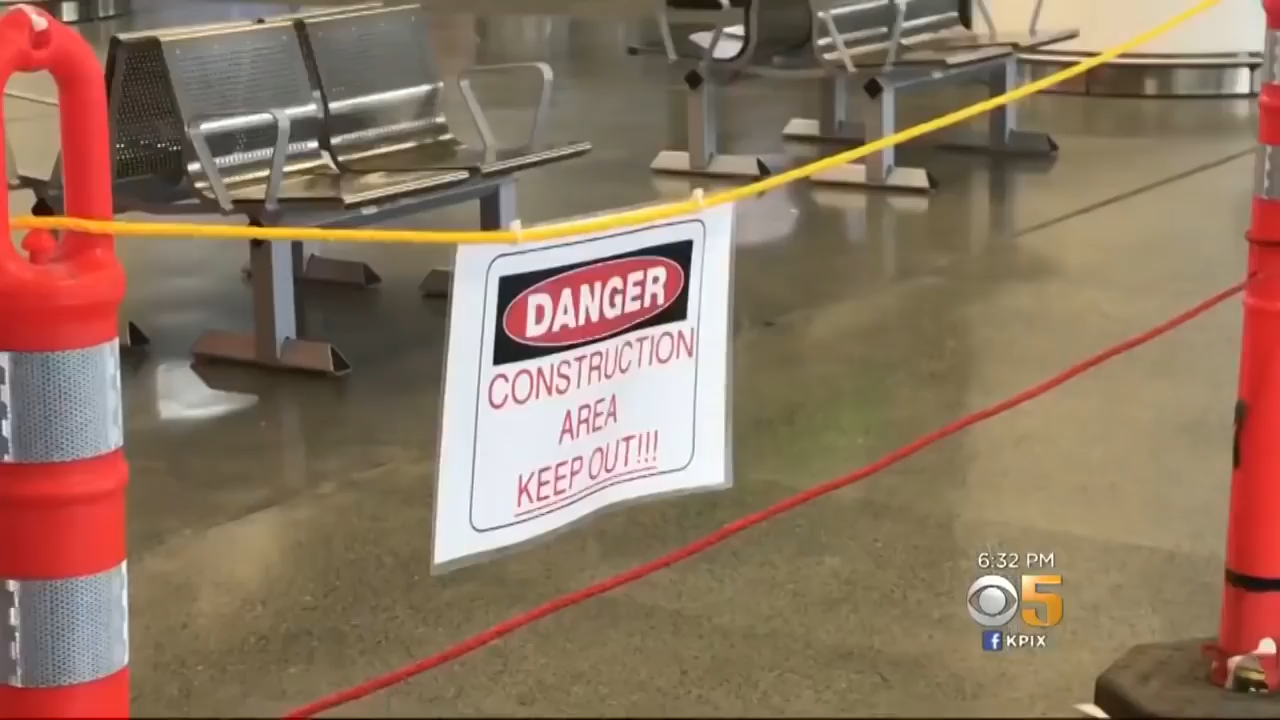 DANGER
CONSTRUCTION
AREA
KEEP OUT!!!
6:32 PM
5
f KPIX